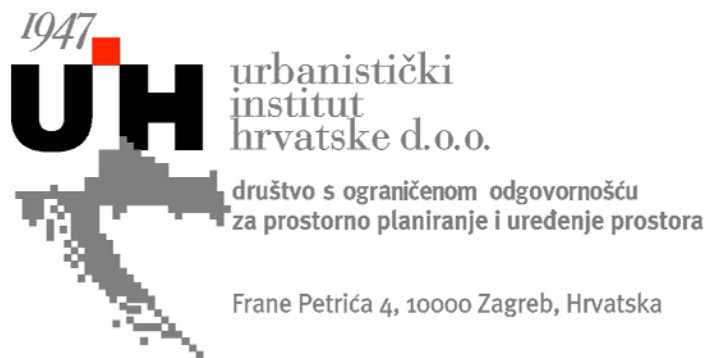 1947
UIH
urbanistički
institut
hrvatske d.o.o.
društvo s ograničenom odgovornošću
za prostorno planiranje i uređenje prostora
Frane Petrića 4, 10000 Zagreb, Hrvatska